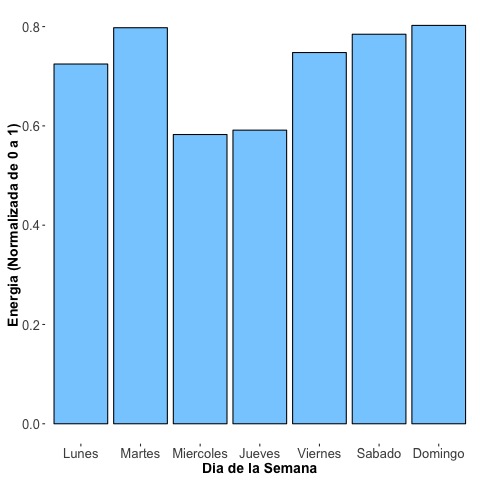 Energia (Normalizada de 0 a 1)
0.8
0.6
0.4
0.2
0.0
Lunes Martes Miercoles Jueves Viernes Sabado Domingo
Dia de la Semana